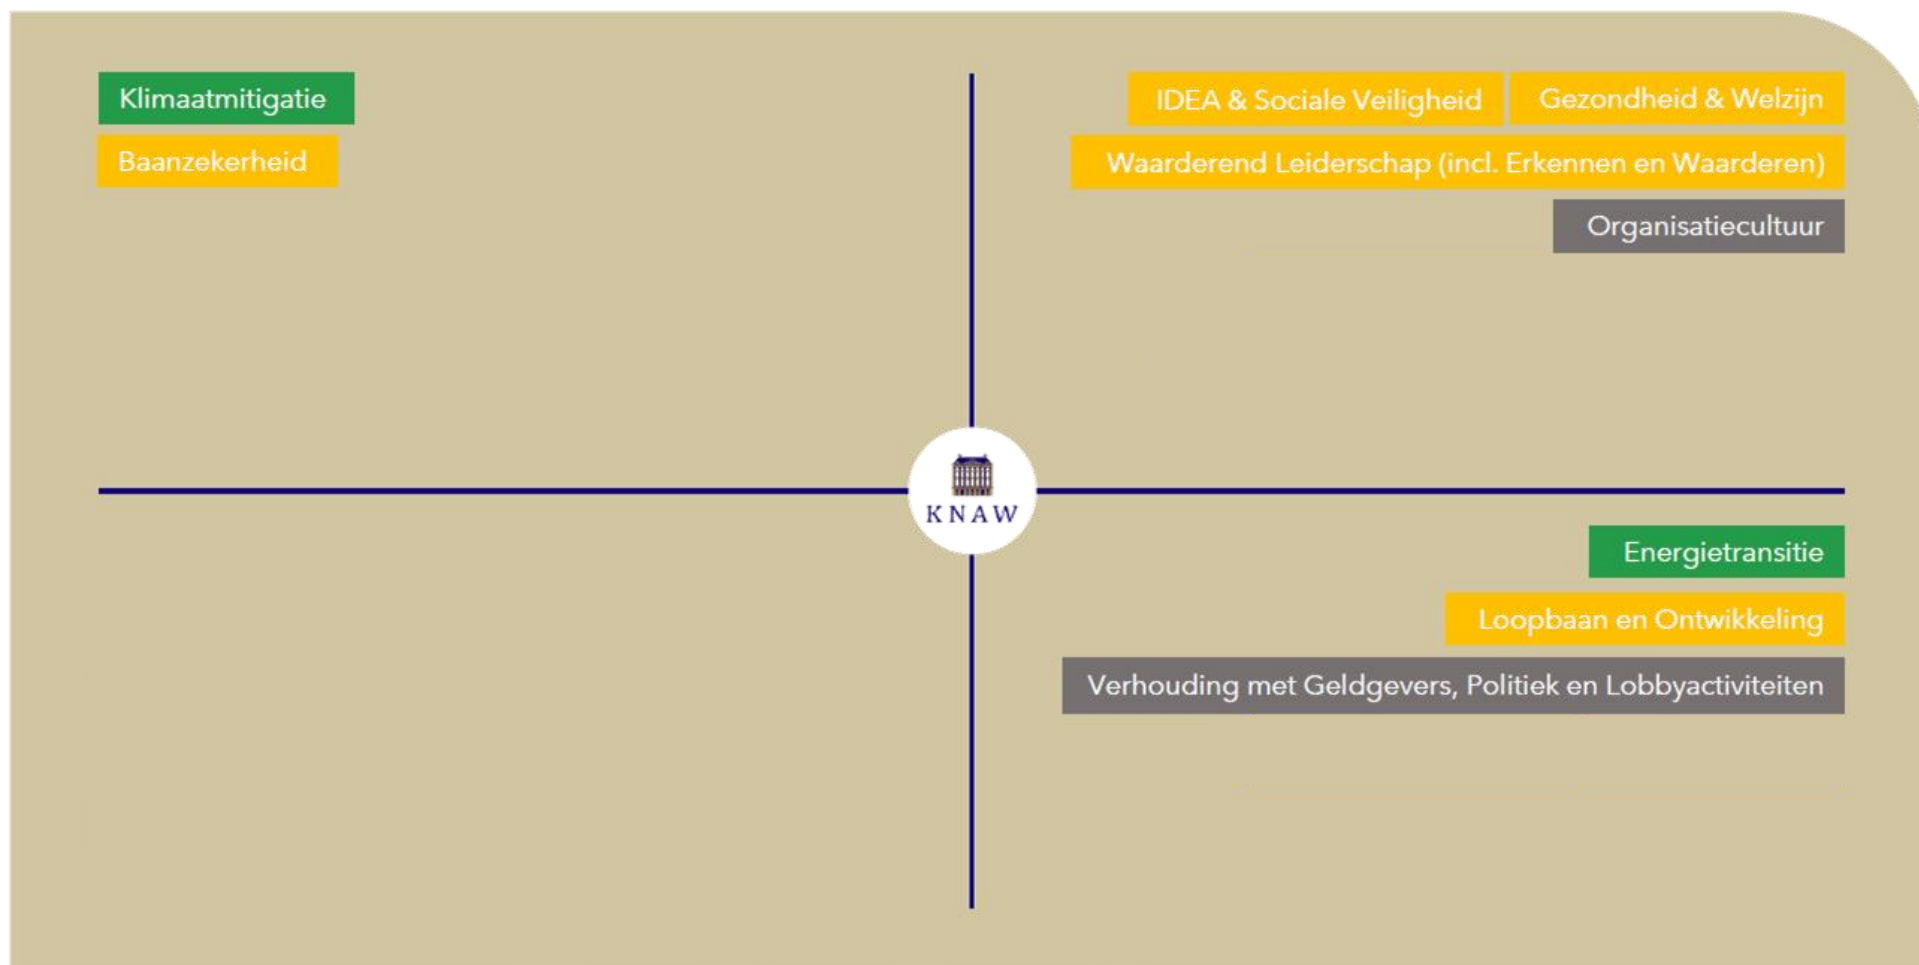 Klimaatmitigatie
Baanzekerheid
IDEA & Sociale Veiligheid
Gezondheid & Welzijn
Waarderend Leiderschap (incl. Erkennen en Waarderen)
Organisatiecultuur
KNAW
Energietransitie
Loopbaan en Ontwikkeling
Verhouding met Geldgevers, Politiek en Lobbyactiviteiten